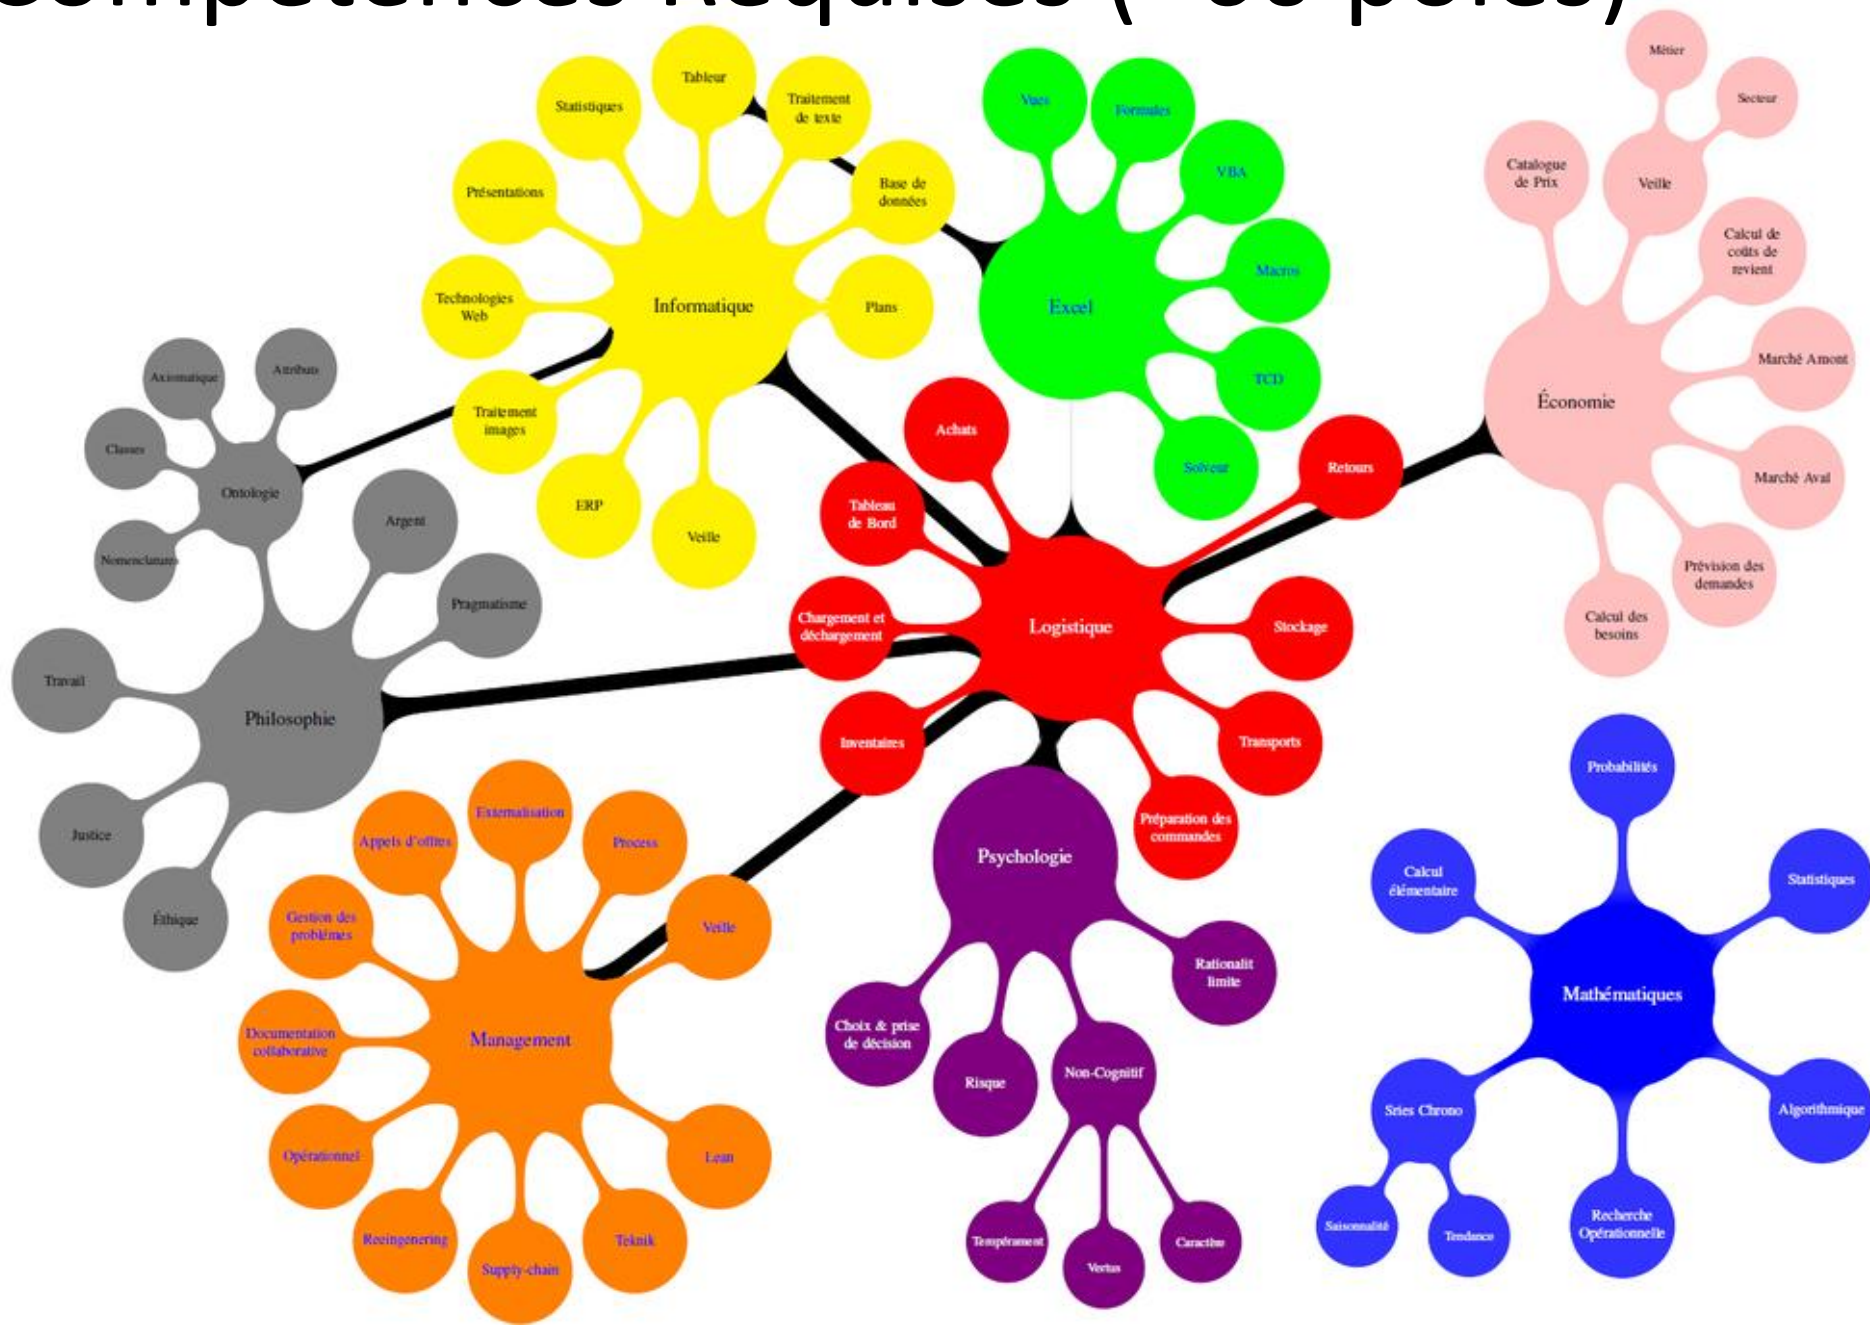 Compétences Requises (
pôles)
Tableur
Statistiques
Traitement
de texte
Présentations
Base de
données
Technologies
Web
Informatique
Plans
Traitement
images
ERP
Veille
Vues
Formules
VBA
Macros
Excel
TCD
Solveur
Métier
Secteur
Catalogue
de Prix
Veille
Calcul de
coûts de
revient
Marché Amont
Économie
Marché Aval
Prévision des
demandes
Calcul des
besoins
Axiomatique
Attributs
Classes
Ontologie
Nomenclatures
Argent
Pragmatisme
Travail
Philosophie
Justice
Éthique
Achats
Retours
Tableau
de Bord
Chargement et
déchargement
Logistique
Stockage
Inventaires
Transports
Préparation des
commandes
Externalisation
Appels d'offres
Process
Gestion des
problèmes
Veille
Documentation
collaborative
Management
Opérationnel
Lean
Reeingenering
Teknik
Supply-chain
Psychologie
Rationalit
limite
Choix & prise
de décision
Risque
Non-Cognitif
Tempérament
Vertus
Caractère
Probabilités
Calcul
élémentaire
Statistiques
Mathématiques
Sries Chrono
Algorithmique
Saisonnalité
Tendance
Recherche
Opérationnelle